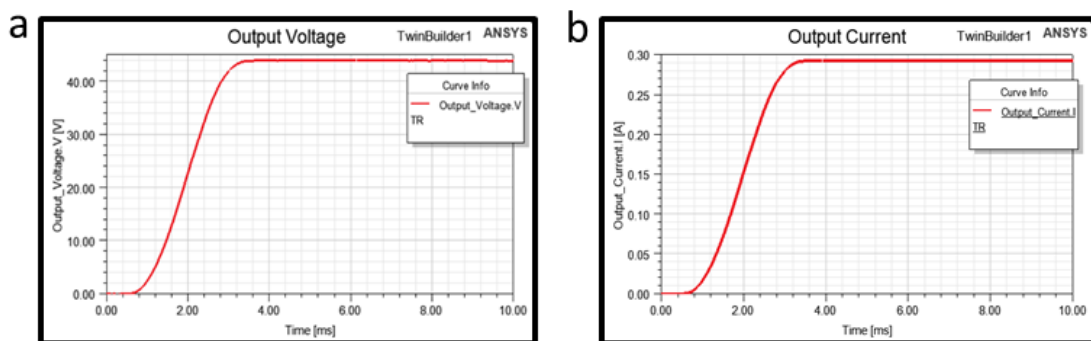 a
Output Voltage
TwinBuilder1
ANSYS
Curve Info
Output_Voltage.V
TR
Output_Voltage.V [V]
40.00
30.00
20.00
10.00
0.00
0.00 2.00 4.00 6.00 8.00 10.00
Time [ms]
b
Output Current
TwinBuilder1
ANSYS
Curve Info
Output_Current.I
TR
Output_Current.I [A]
0.30
0.25
0.20
0.15
0.10
0.05
0.00
0.00 2.00 4.00 6.00 8.00 10.00
Time [ms]